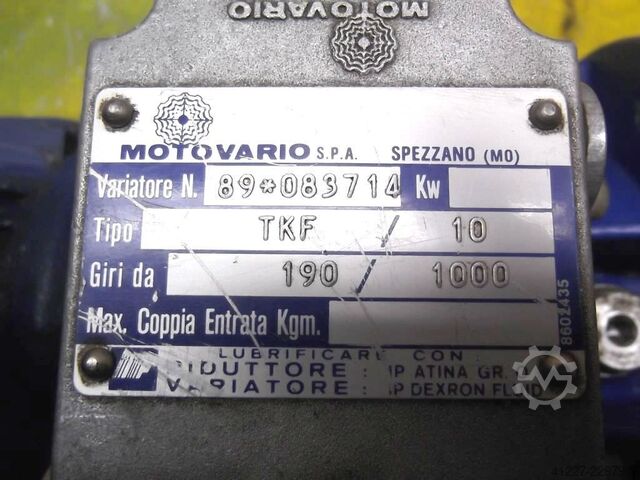 MOTOVARIO
MOTOVARIO S.P.A. SPEZZANO (MO)
Variatore N. 89*083714 Kw
Tipo TKF / 10
Giri da 190 / 1000
Max. Coppia Entrata Kgm.
8602435
LUBRIFICARE CON:
RIDUTTORE: IP ATINA GR.
VARIATORE: IP DEXRON FLUID